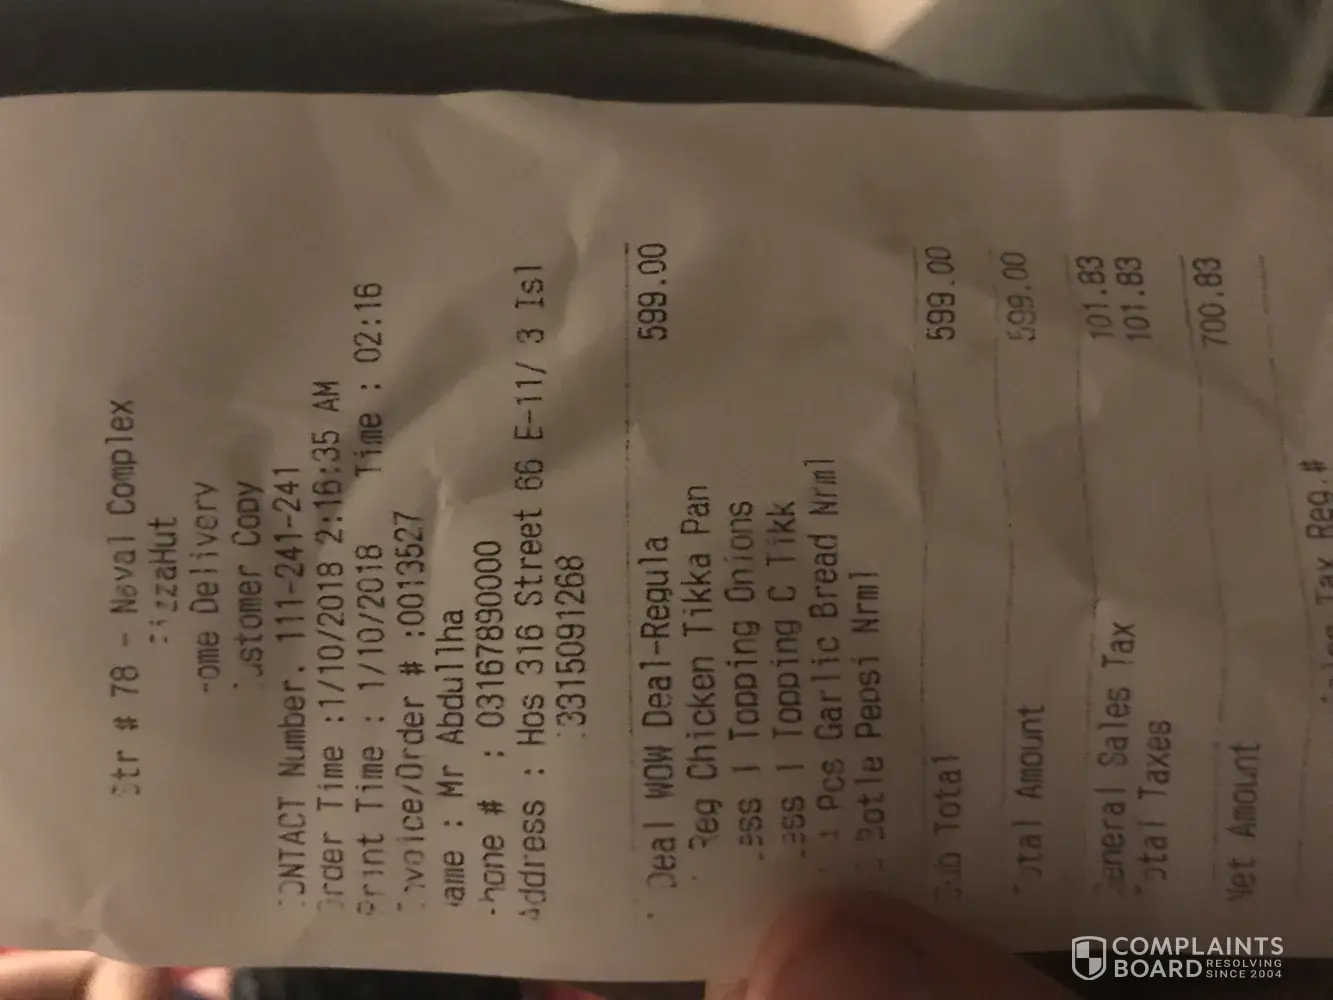 Str # 78 - Naval Complex
PizzaHut
ome Delivery
ustomer Copy
CONTACT Number. 111-241-241
Order Time :1/10/2018 2:16:35 AM
Print Time : 1/10/2018 Time : 02:16
Invoice/Order # :0013527
ame : Mr Abdullha
Phone # : 03167890000
Address : Hos 316 Street 66 E-11/ 3 Isl
3315091268
Deal WOW Deal-Regula 599.00
Reg Chicken Tikka Pan
Less 1 Topping Onions
Less 1 Topping C Tikk
Pcs Garlic Bread Nrml
Botle Pepsi Nrml
Sub Total 599.00
Total Amount 599.00
General Sales Tax 101.83
Total Taxes 101.83
Net Amount 700.83
Sales Tax Reg.#
COMPLAINTS
BOARD RESOLVING SINCE 2004